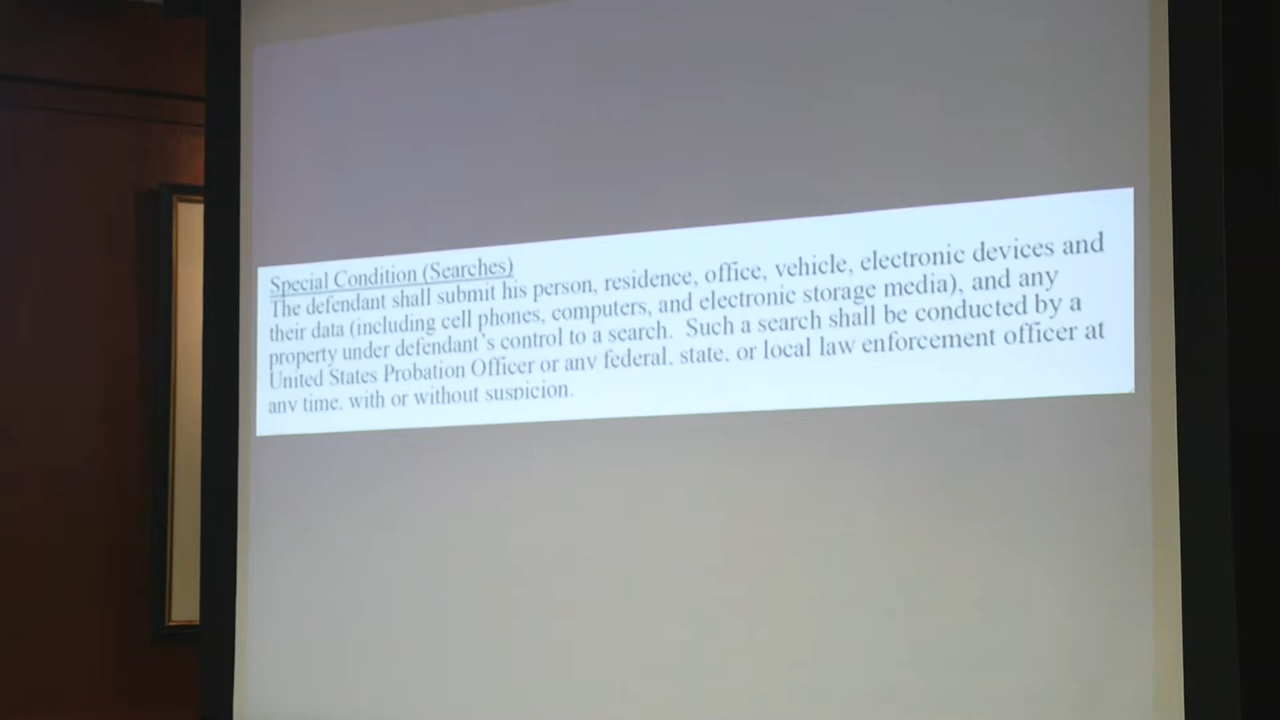 Special Condition (Searches)
The defendant shall submit his person, residence, office, vehicle, electronic devices and
their data (including cell phones, computers, and electronic storage media), and any
property under defendant's control to a search.  Such a search shall be conducted by a
United States Probation Officer or any federal, state, or local law enforcement officer at
any time, with or without suspicion.